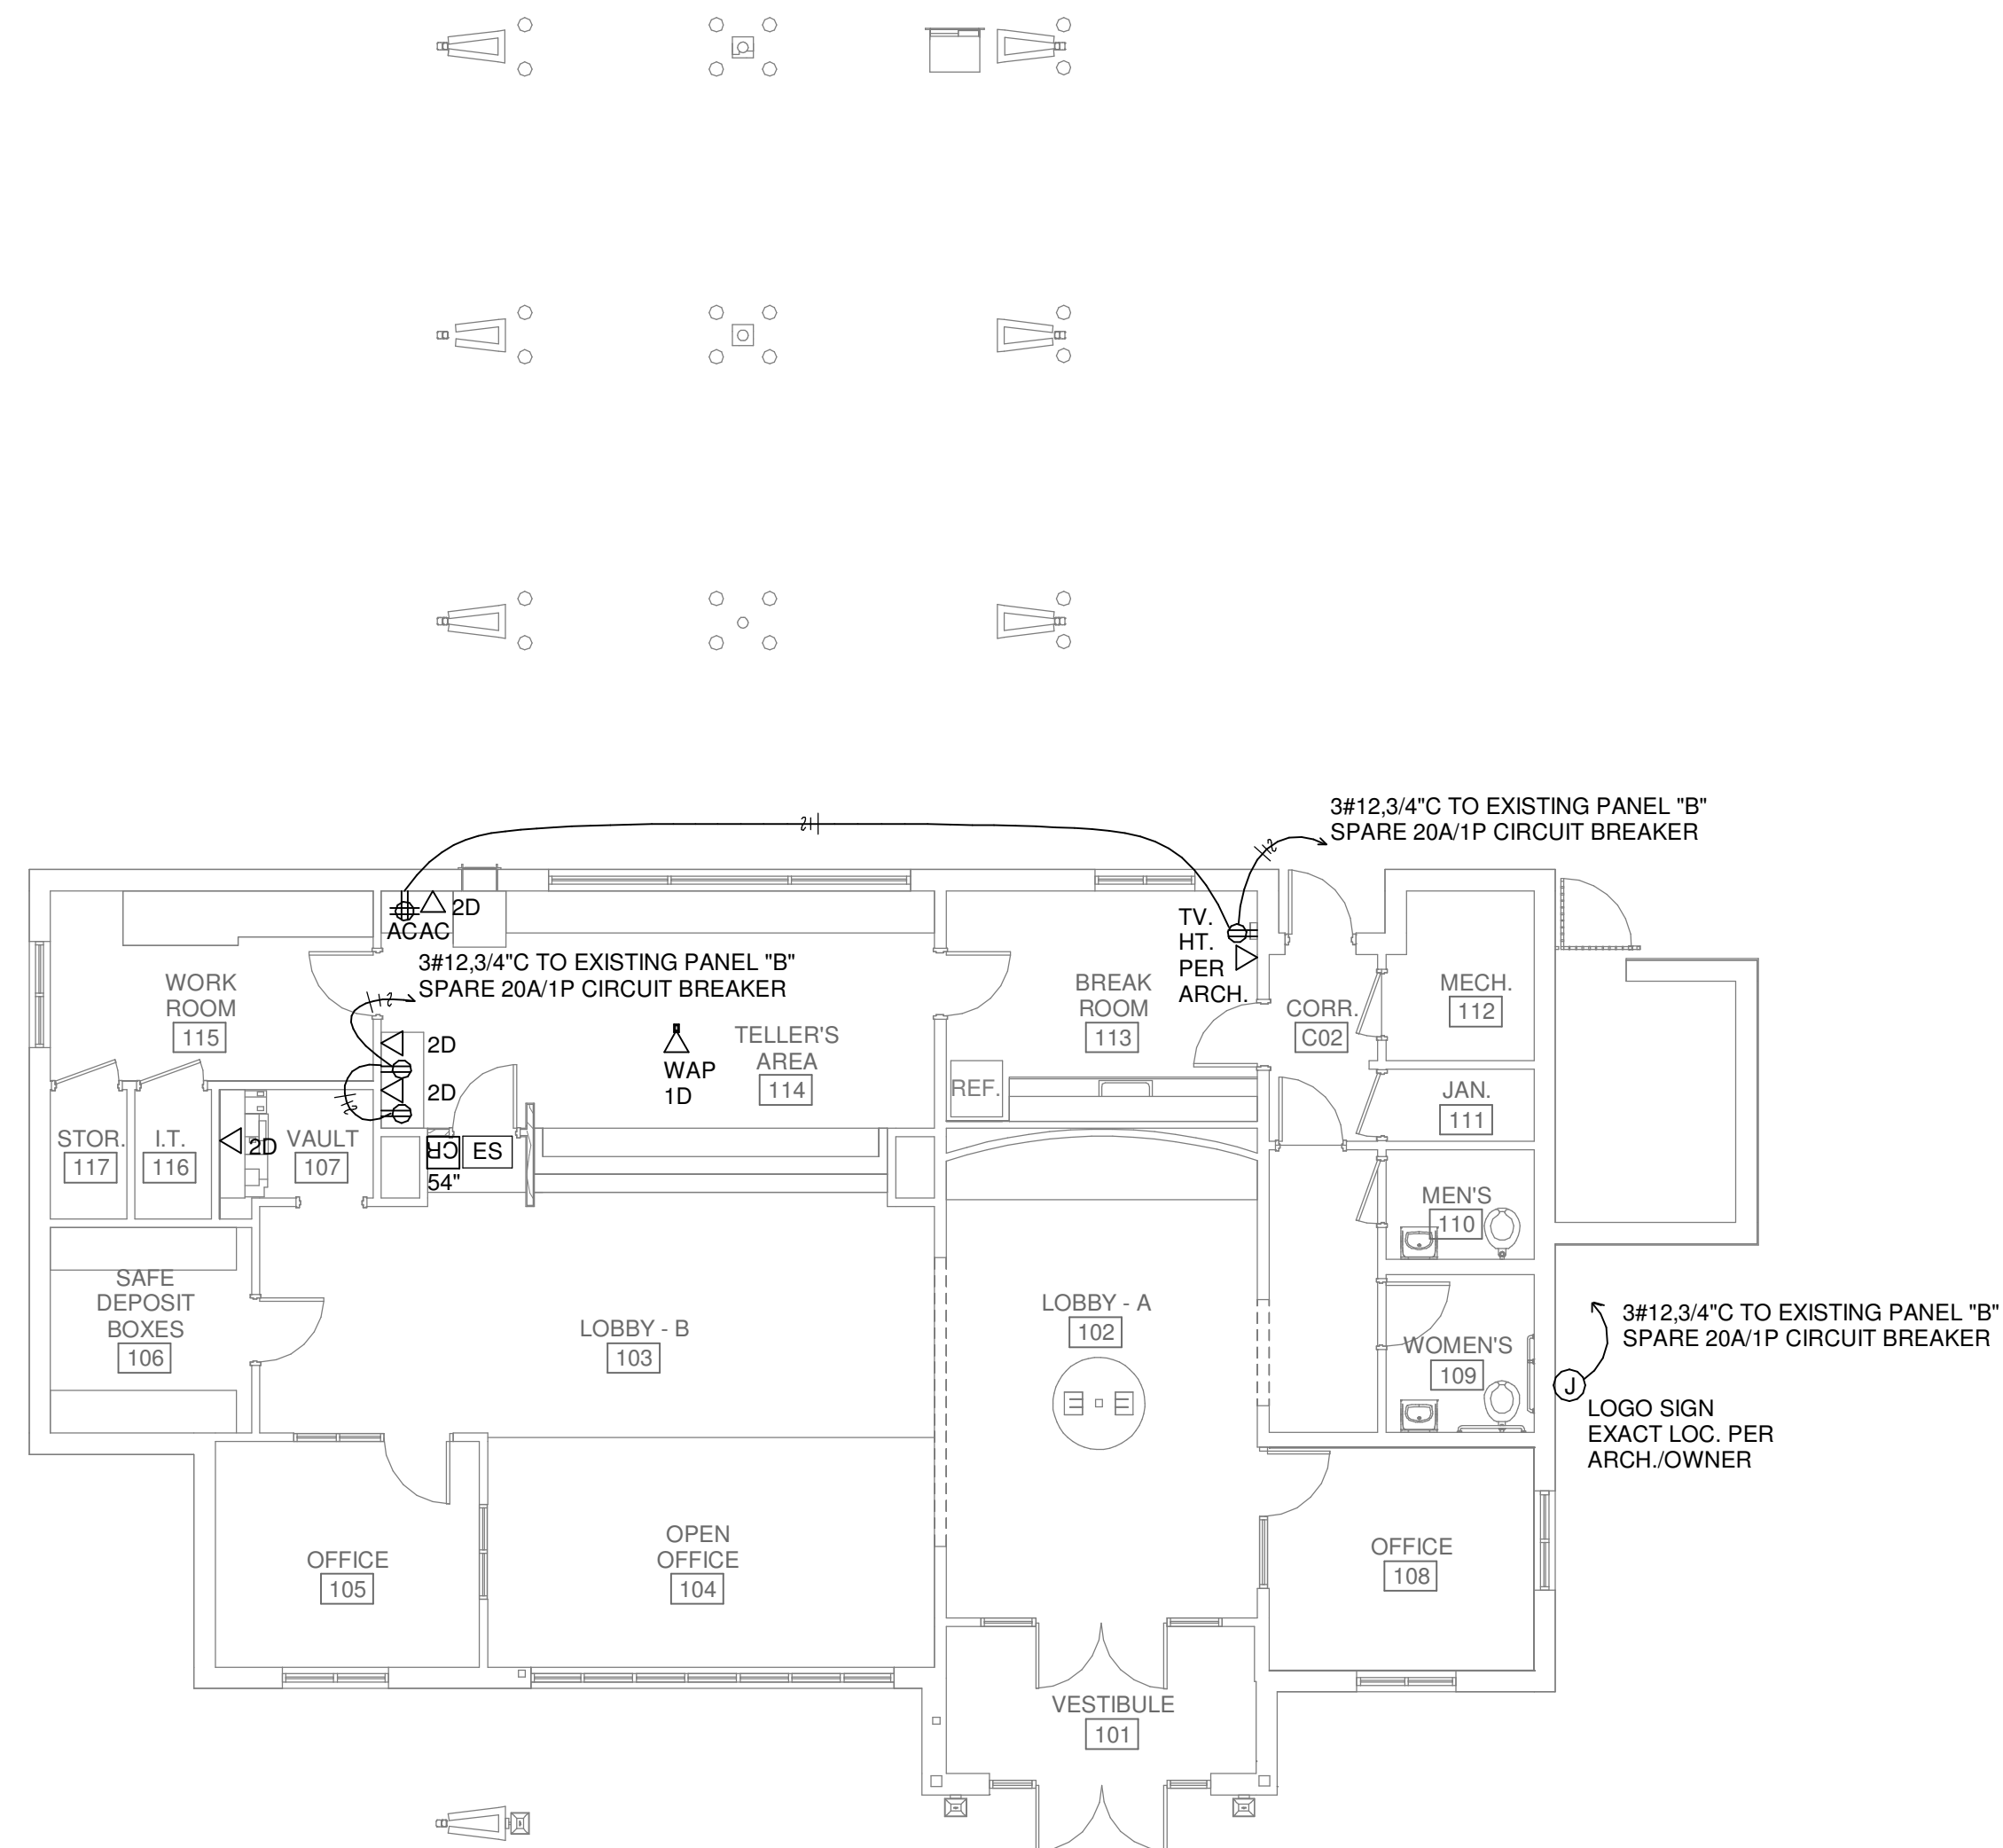 3#12,3/4"C TO EXISTING PANEL "B"
SPARE 20A/1P CIRCUIT BREAKER
12
12
2D
ACAC
TV.
HT.
PER
ARCH.
3#12,3/4"C TO EXISTING PANEL "B"
SPARE 20A/1P CIRCUIT BREAKER
12
WORK
ROOM
115
BREAK
ROOM
113
CORR.
C02
MECH.
112
2D
WAP
1D
TELLER'S
AREA
114
2D
12
REF.
JAN.
111
STOR.
117
I.T.
116
2D
VAULT
107
CR
ES
54"
MEN'S
110
SAFE
DEPOSIT
BOXES
106
LOBBY - B
103
LOBBY - A
102
WOMEN'S
109
3#12,3/4"C TO EXISTING PANEL "B"
SPARE 20A/1P CIRCUIT BREAKER
J
LOGO SIGN
EXACT LOC. PER
ARCH./OWNER
OFFICE
105
OPEN
OFFICE
104
OFFICE
108
VESTIBULE
101